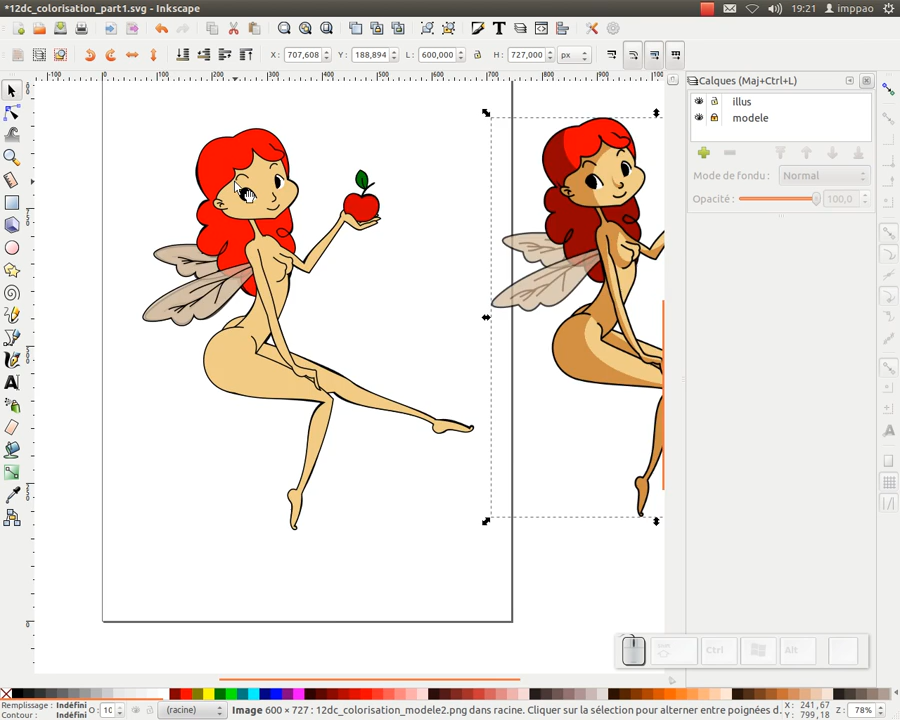 *12dc_colorisation_part1.svg - Inkscape
19:21 imppao
X: 707,608 Y: 188,894 L: 600,000 H: 727,000 px
Calques (Maj+Ctrl+L)
illus
modele
Mode de fondu : Normal
Opacité : 100,0
Ctrl Alt
Remplissage : Indéfini
Contour : Indéfini
O: 10
(racine)
Image 600 × 727 : 12dc_colorisation_modele2.png dans racine. Cliquer sur la sélection pour alterner entre poignées d.
X: 241,67
Y: 799,18
Z: 78%